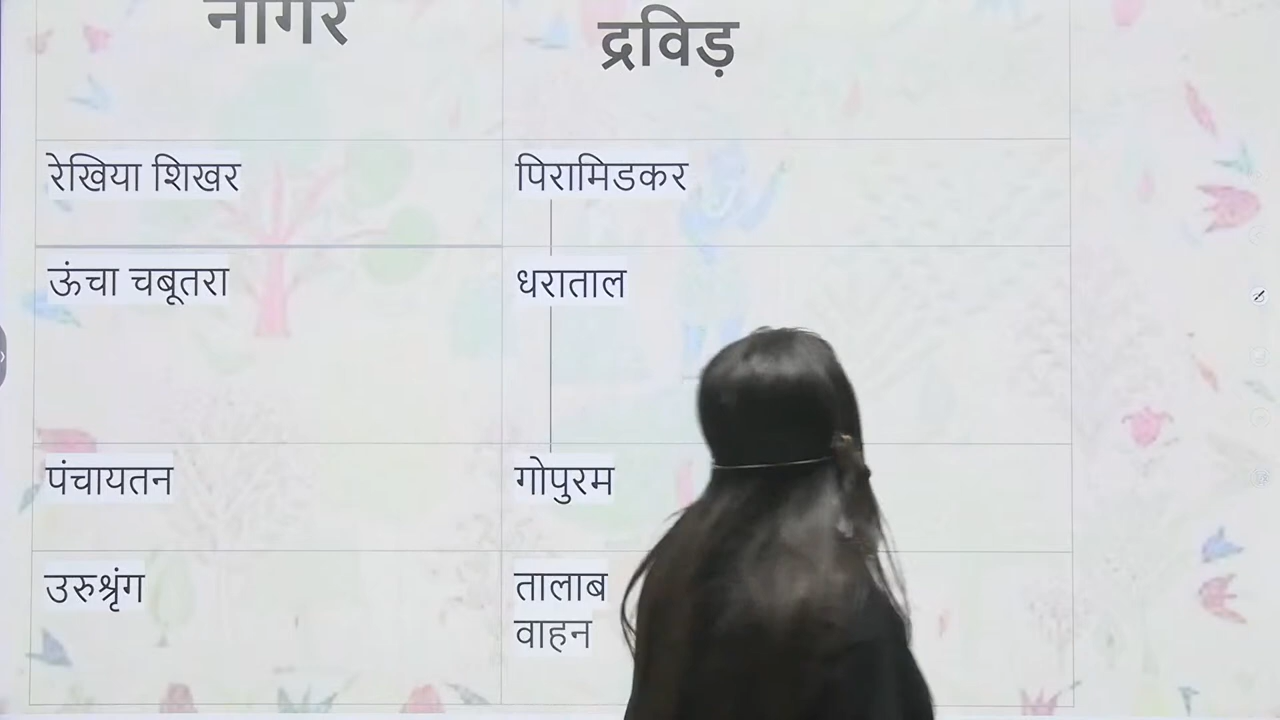 नागर
द्रविड़
रेखिया शिखर
पिरामिडकर
ऊंचा चबूतरा
धराताल
पंचायतन
गोपुरम
उरुश्रृंग
तालाब
वाहन